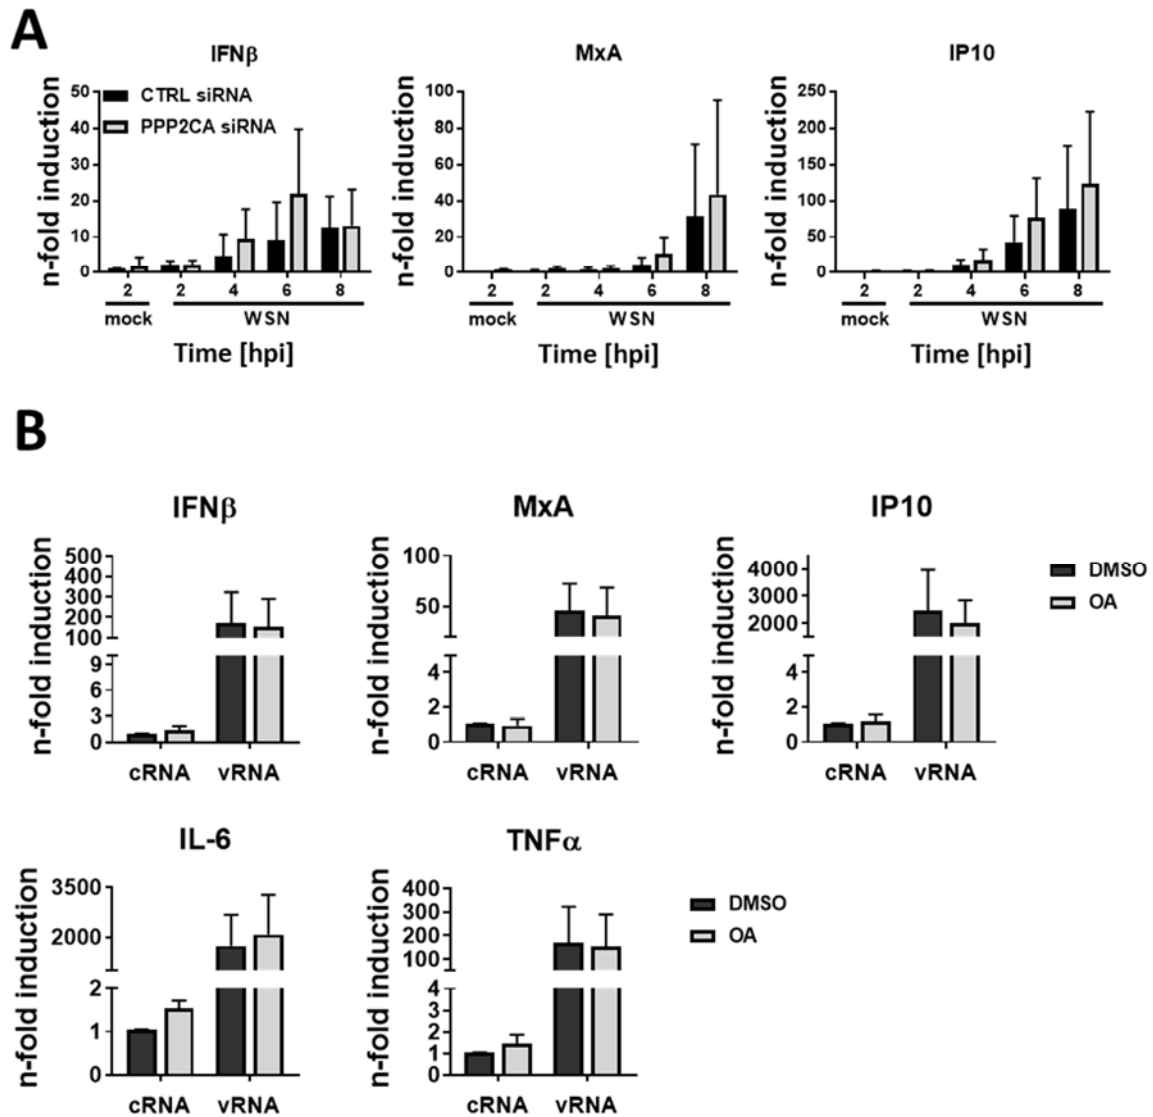 A
IFNβ
MxA
IP10
n-fold induction
50
40
30
20
10
0
CTRL siRNA
PPP2CA siRNA
2 2 4 6 8
mock WSN
Time [hpi]
n-fold induction
100
80
60
40
20
0
2 2 4 6 8
mock WSN
Time [hpi]
n-fold induction
250
200
150
100
50
0
2 2 4 6 8
mock WSN
Time [hpi]
B
IFNβ
n-fold induction
500
400
300
200
100
9
6
3
0
cRNA vRNA
MxA
n-fold induction
100
50
4
2
0
cRNA vRNA
IP10
n-fold induction
4000
3000
2000
4
2
0
cRNA vRNA
DMSO
OA
IL-6
n-fold induction
3500
2000
2
1
0
cRNA vRNA
TNFα
n-fold induction
400
300
200
100
4
3
2
1
0
cRNA vRNA
DMSO
OA